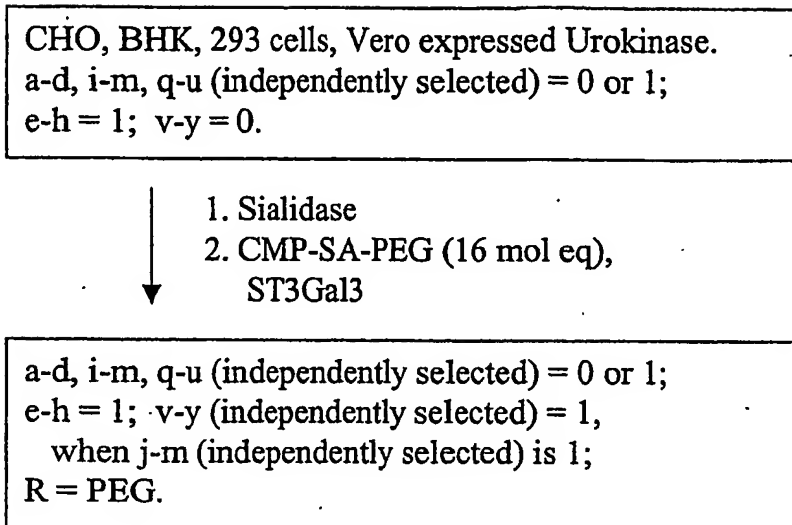 CHO, BHK, 293 cells, Vero expressed Urokinase.
a-d, i-m, q-u (independently selected) = 0 or 1;
e-h = 1; v-y = 0.
1. Sialidase
2. CMP-SA-PEG (16 mol eq),
ST3Gal3
a-d, i-m, q-u (independently selected) = 0 or 1;
e-h = 1; v-y (independently selected) = 1,
when j-m (independently selected) is 1;
R = PEG.